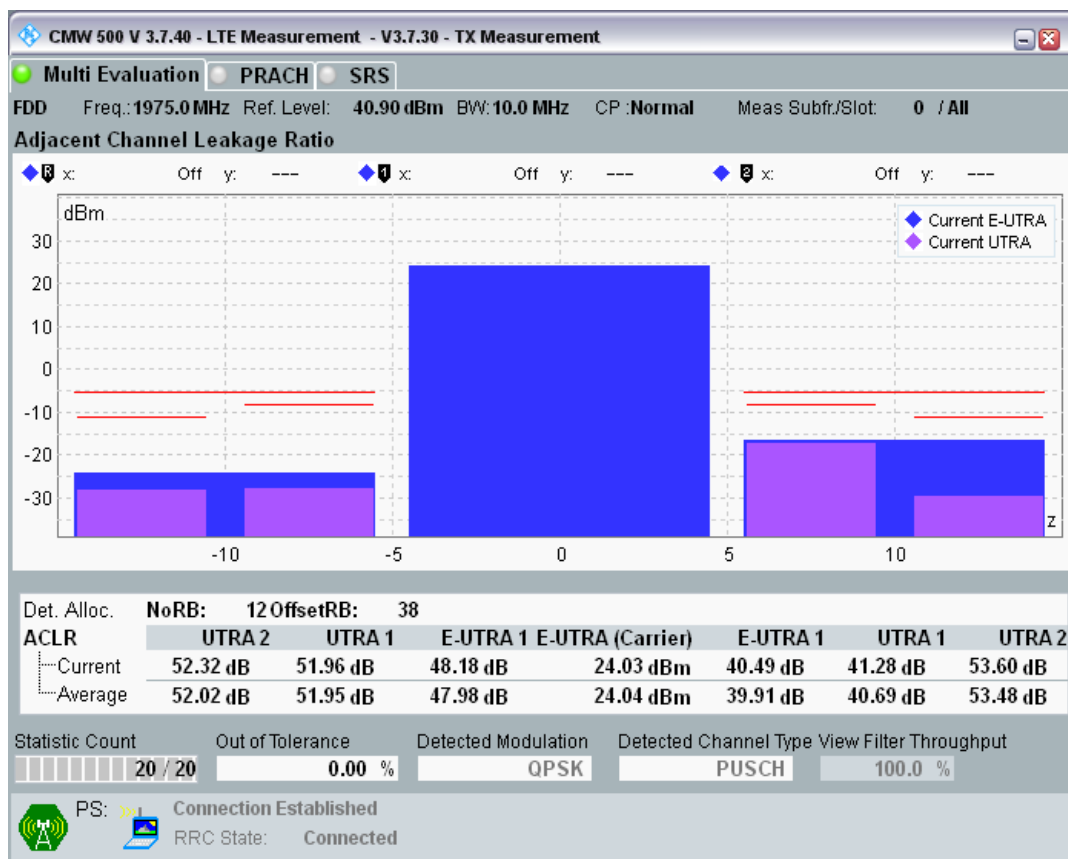 CMW 500 V 3.7.40 - LTE Measurement - V3.7.30 - TX Measurement
Multi Evaluation PRACH SRS
FDD Freq.: 1975.0 MHz Ref. Level: 40.90 dBm BW: 10.0 MHz CP : Normal Meas Subfr./Slot: 0 / All
Adjacent Channel Leakage Ratio
R x: Off y: --- 1 x: Off y: --- 2 x: Off y: ---
dBm
Current E-UTRA
Current UTRA
30
20
10
0
-10
-20
-30
z
-10 -5 0 5 10
Det. Alloc. NoRB: 12 OffsetRB: 38
ACLR UTRA 2 UTRA 1 E-UTRA 1 E-UTRA (Carrier) E-UTRA 1 UTRA 1 UTRA 2
Current 52.32 dB 51.96 dB 48.18 dB 24.03 dBm 40.49 dB 41.28 dB 53.60 dB
Average 52.02 dB 51.95 dB 47.98 dB 24.04 dBm 39.91 dB 40.69 dB 53.48 dB
Statistic Count Out of Tolerance Detected Modulation Detected Channel Type View Filter Throughput
20 / 20 0.00 % QPSK PUSCH 100.0 %
PS: Connection Established
RRC State: Connected